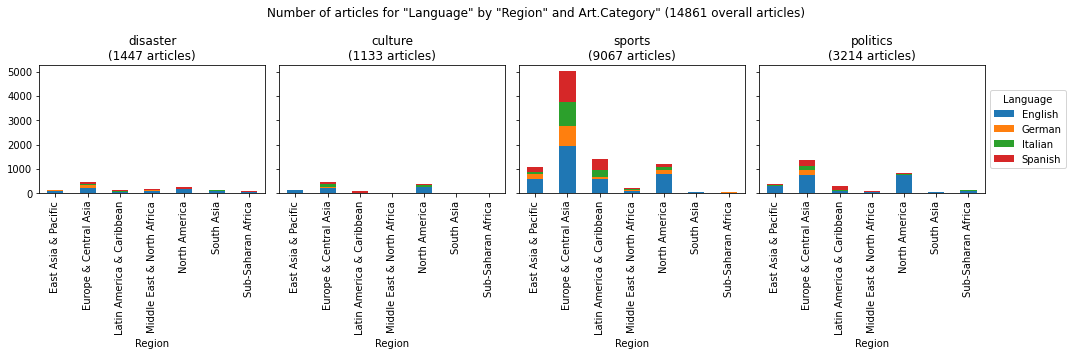 Number of articles for "Language" by "Region" and Art.Category" (14861 overall articles)
disaster
(1447 articles)
culture
(1133 articles)
sports
(9067 articles)
politics
(3214 articles)
5000
4000
3000
2000
1000
0
East Asia & Pacific
Europe & Central Asia
Latin America & Caribbean
Middle East & North Africa
North America
South Asia
Sub-Saharan Africa
Region
East Asia & Pacific
Europe & Central Asia
Latin America & Caribbean
Middle East & North Africa
North America
South Asia
Sub-Saharan Africa
Region
East Asia & Pacific
Europe & Central Asia
Latin America & Caribbean
Middle East & North Africa
North America
South Asia
Sub-Saharan Africa
Region
East Asia & Pacific
Europe & Central Asia
Latin America & Caribbean
Middle East & North Africa
North America
South Asia
Sub-Saharan Africa
Region
Language
English
German
Italian
Spanish